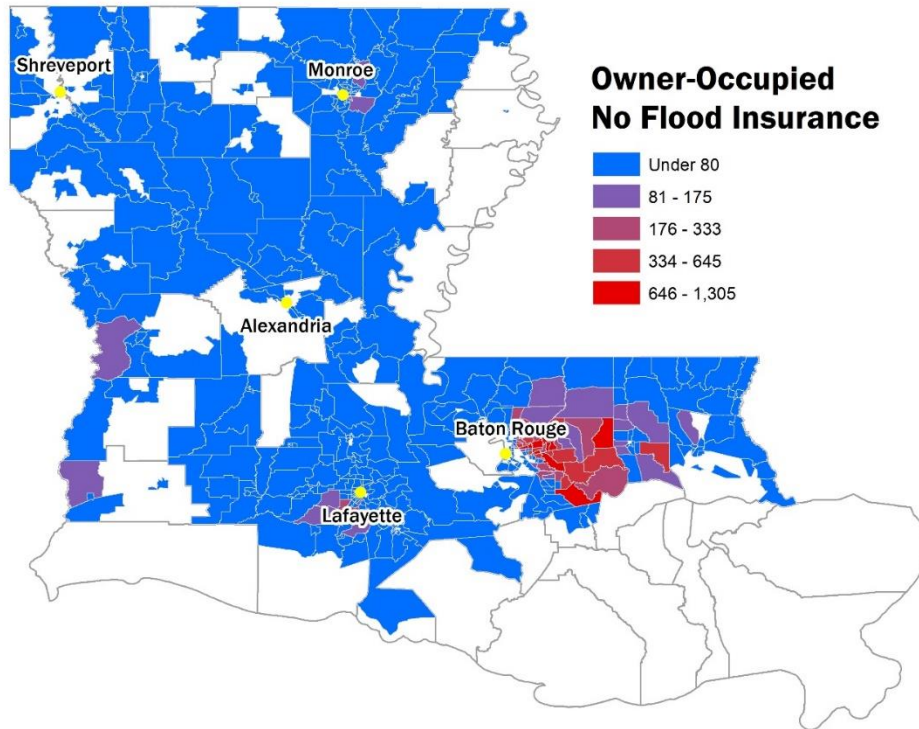 Shreveport
Monroe
Owner-Occupied
No Flood Insurance
Under 80
81 - 175
176 - 333
334 - 645
646 - 1,305
Alexandria
Baton Rouge
Lafayette